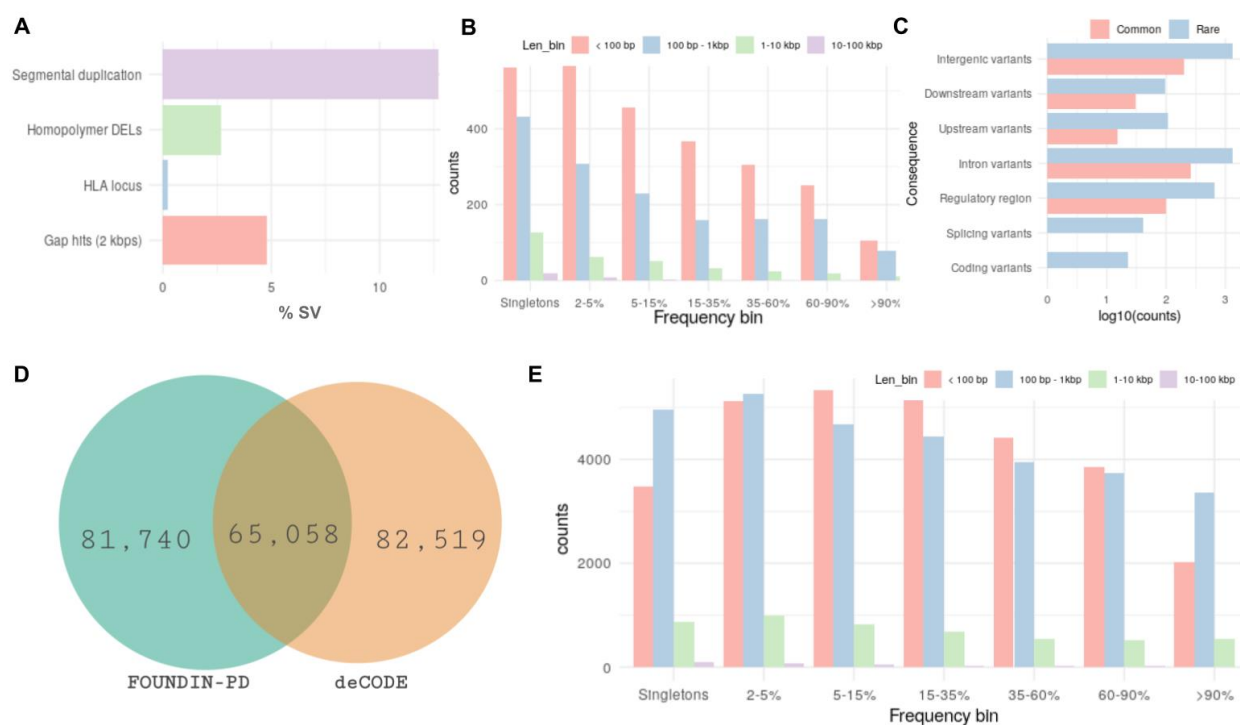 A
Segmental duplication
Homopolymer DELs
HLA locus
Gap hits (2 kbps)
0 5 10
% SV
B
Len_bin < 100 bp 100 bp - 1kbp 1-10 kbp 10-100 kbp
counts
400
200
0
Singletons 2-5% 5-15% 15-35% 35-60% 60-90% >90%
Frequency bin
C
Common Rare
Consequence
Intergenic variants
Downstream variants
Upstream variants
Intron variants
Regulatory region
Splicing variants
Coding variants
0 1 2 3
log10(counts)
D
81,740 65,058 82,519
FOUNDIN-PD deCODE
E
Len_bin < 100 bp 100 bp - 1kbp 1-10 kbp 10-100 kbp
counts
4000
2000
0
Singletons 2-5% 5-15% 15-35% 35-60% 60-90% >90%
Frequency bin